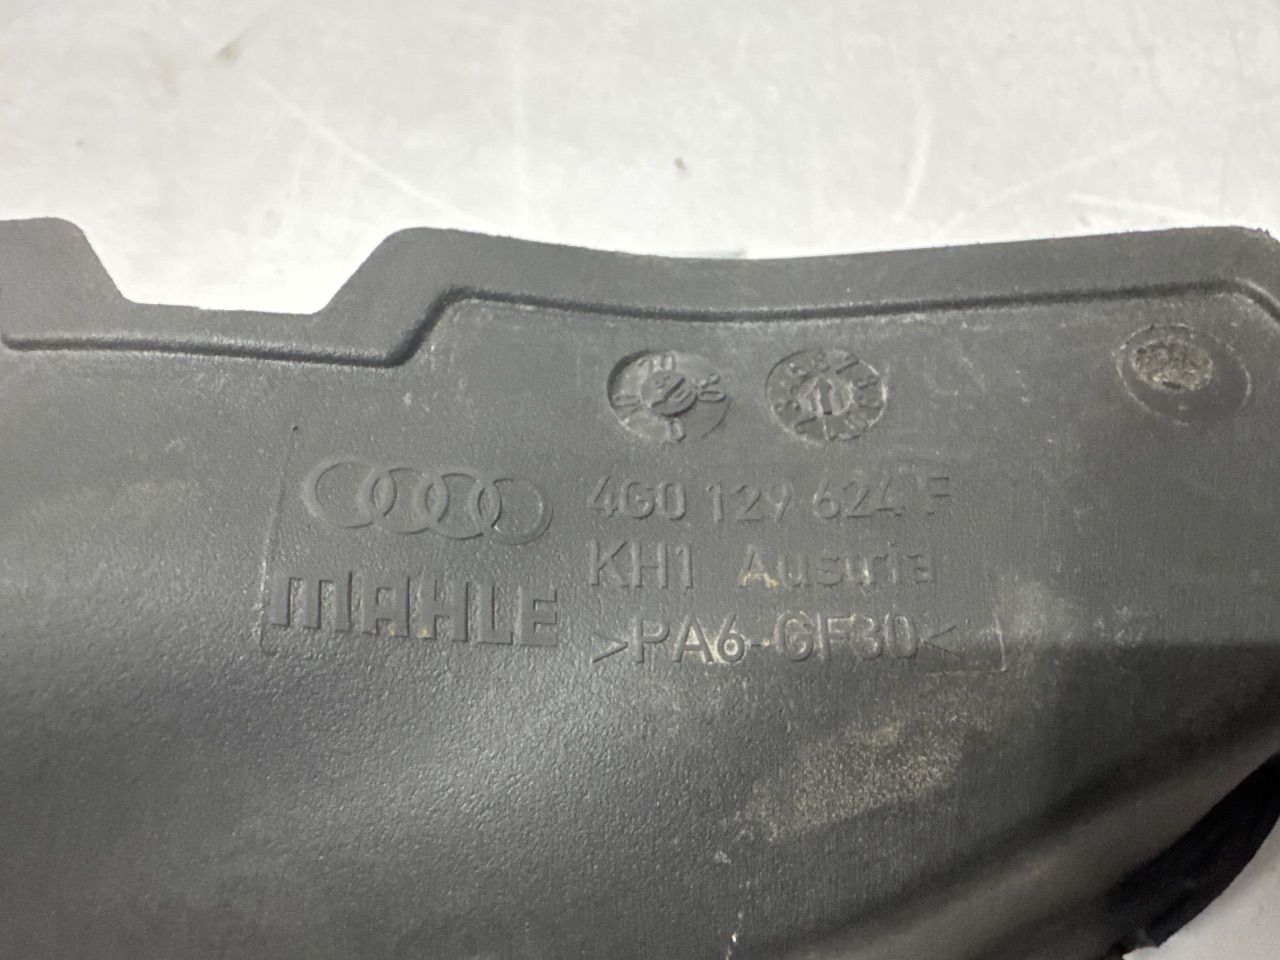 4G0 129 624 F
KH1 Austria
MAHLE
>PA6-GF30<